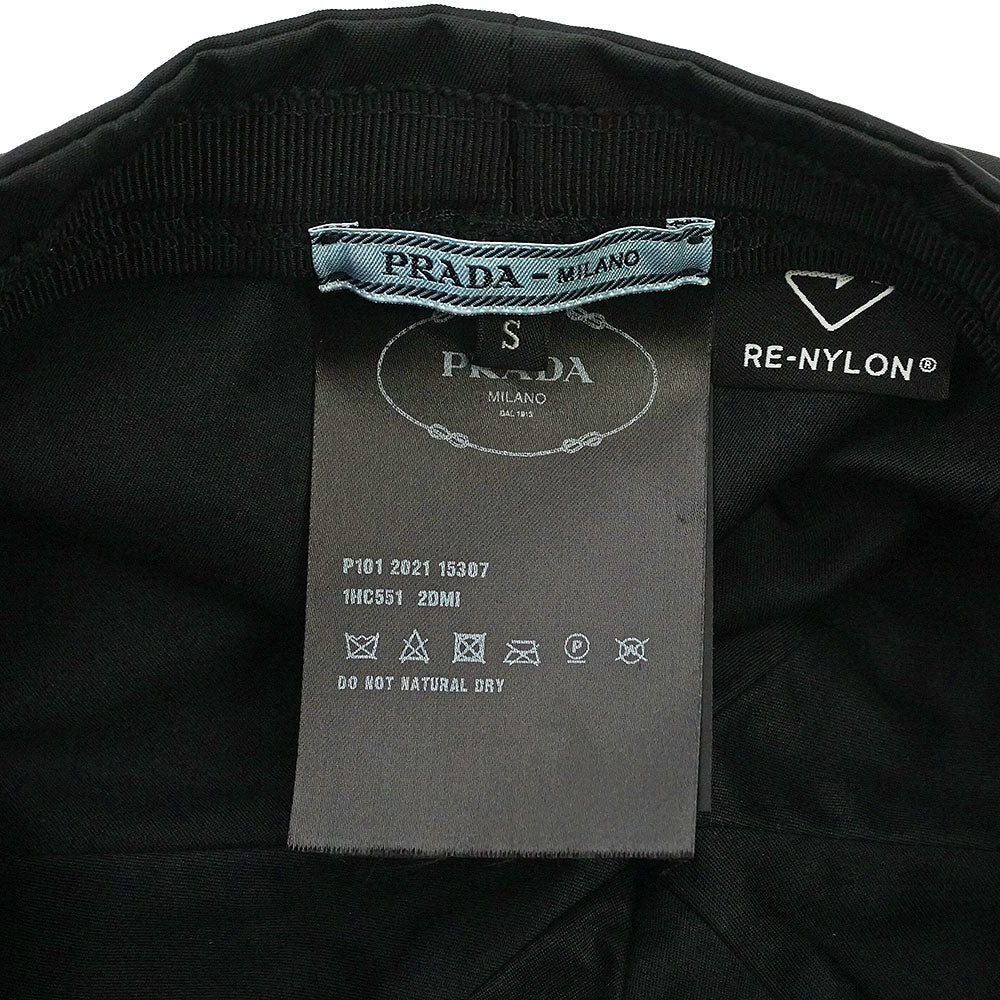 PRADA - MILANO
S
PRADA
MILANO
DAL 1913
RE-NYLON®
P101 2021 15307
1HC551 2DMI
P
W
DO NOT NATURAL DRY